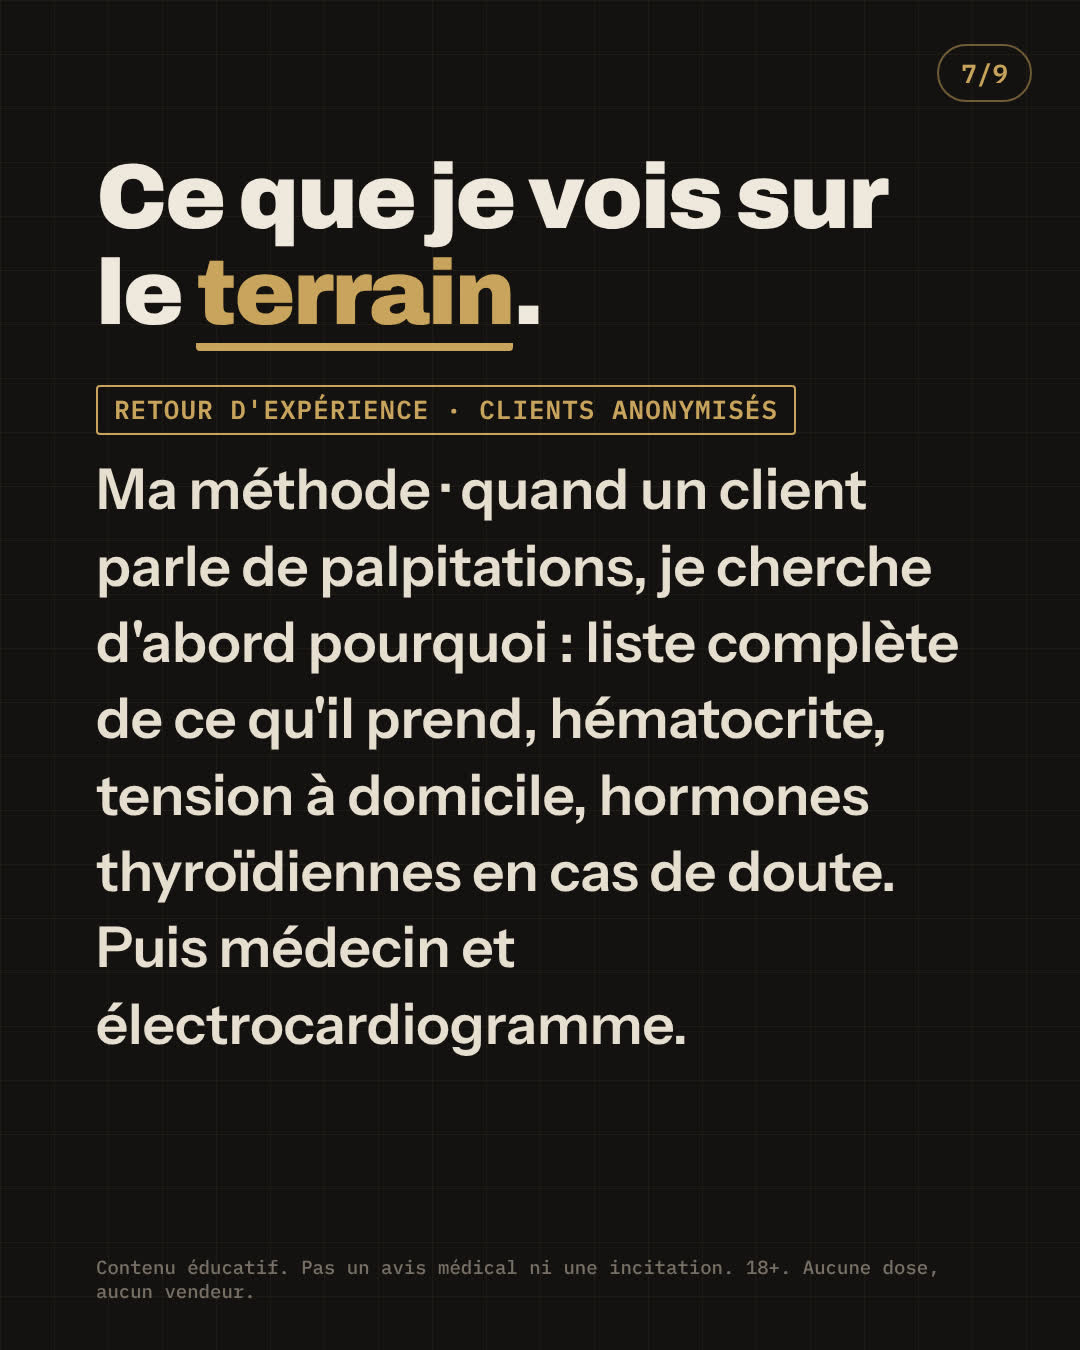 7/9
Ce que je vois sur
le terrain.
RETOUR D'EXPÉRIENCE · CLIENTS ANONYMISÉS
Ma méthode · quand un client
parle de palpitations, je cherche
d'abord pourquoi : liste complète
de ce qu'il prend, hématocrite,
tension à domicile, hormones
thyroïdiennes en cas de doute.
Puis médecin et
électrocardiogramme.
Contenu éducatif. Pas un avis médical ni une incitation. 18+. Aucune dose,
aucun vendeur.